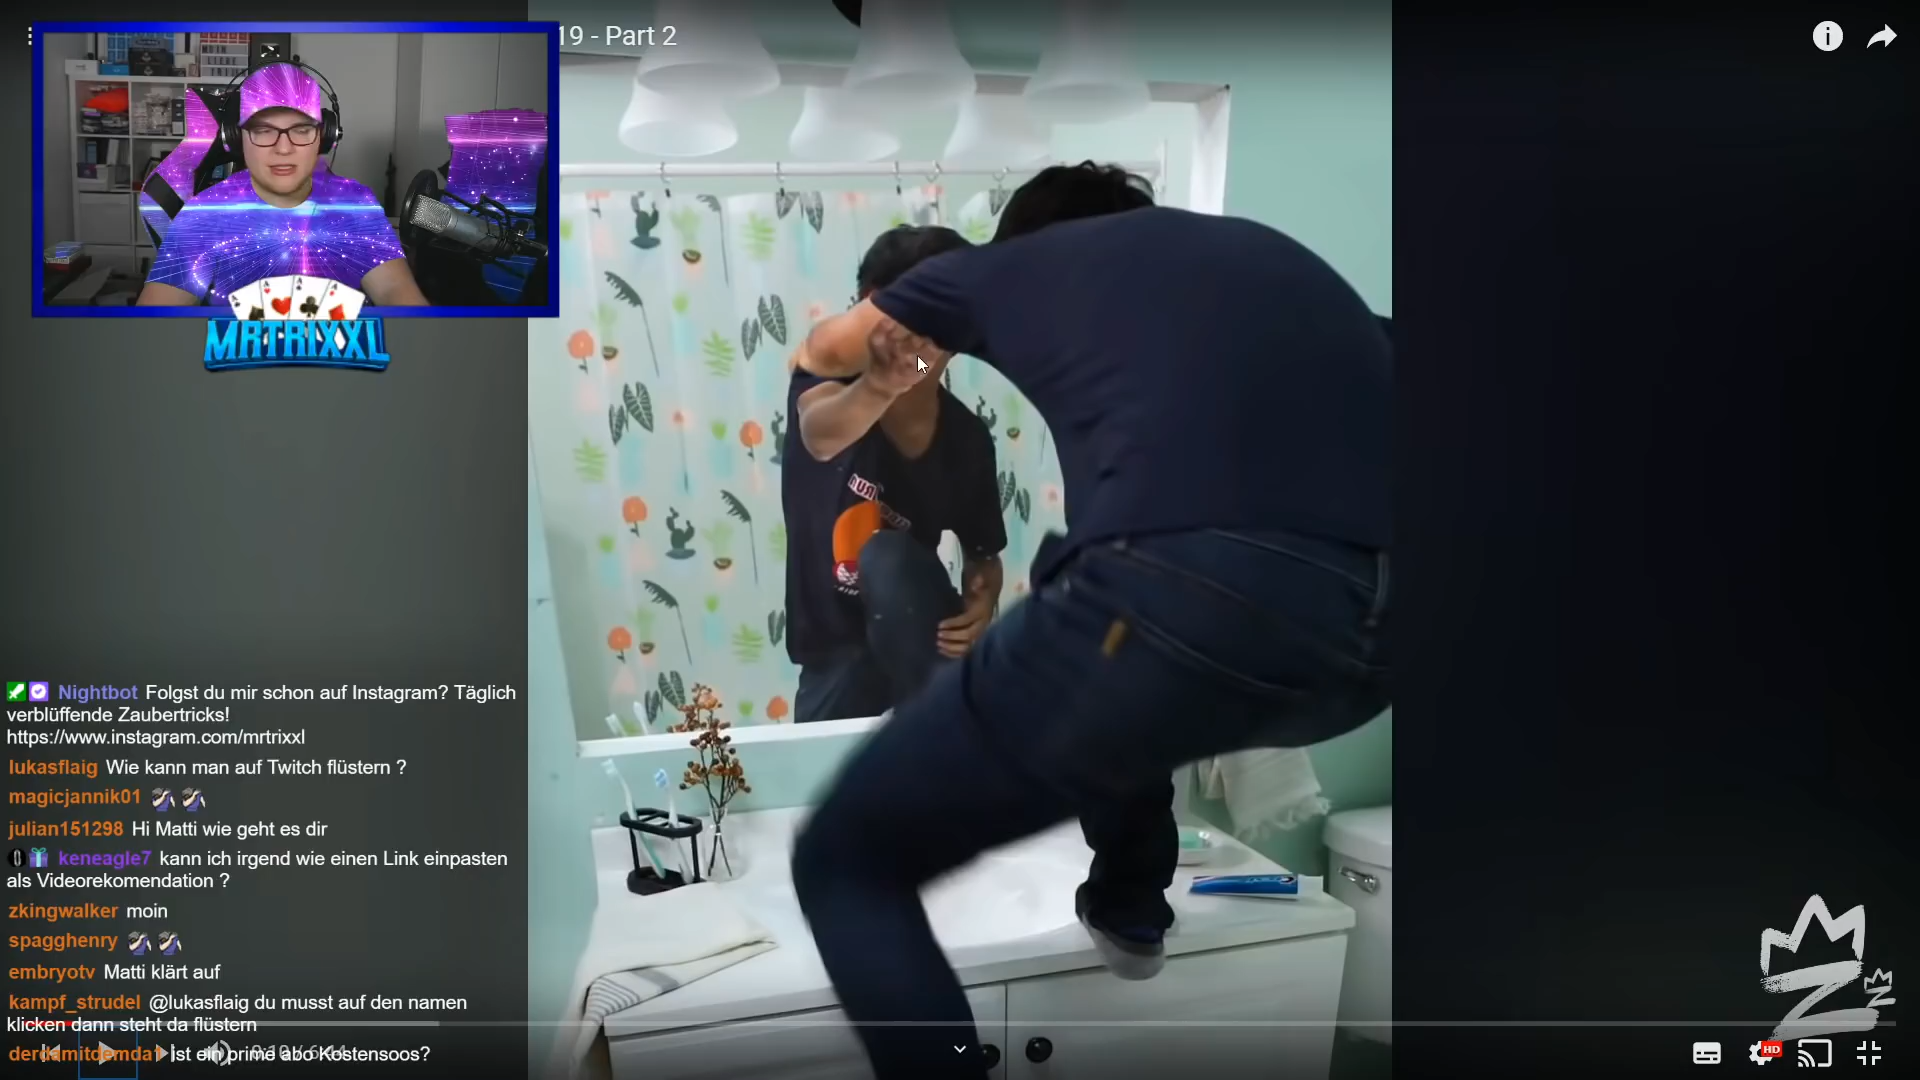 19 - Part 2
MRTRIXXL
Nightbot Folgst du mir schon auf Instagram? Täglich
verblüffende Zaubertricks!
https://www.instagram.com/mrtrixxl
lukasflaig Wie kann man auf Twitch flüstern ?
magicjannik01
julian151298 Hi Matti wie geht es dir
keneagle7 kann ich irgend wie einen Link einpasten
als Videorekomendation ?
zkingwalker moin
spagghenry
embryotv Matti klärt auf
kampf_strudel @lukasflaig du musst auf den namen
klicken dann steht da flüstern
ist ein prime abo Kostensoos?
HD